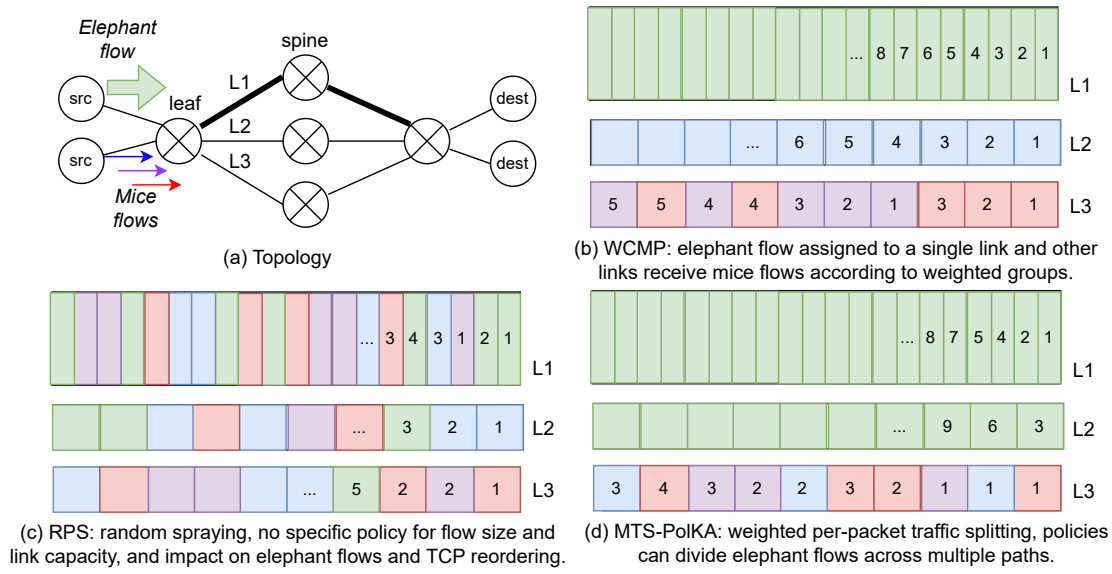 Elephant
flow
spine
L1
leaf
src
dest
L2
src
L3
dest
Mice
flows
(a) Topology
... 8 7 6 5 4 3 2 1
L1
... 6 5 4 3 2 1
L2
5 5 4 4 3 2 1 3 2 1
L3
(b) WCMP: elephant flow assigned to a single link and other
links receive mice flows according to weighted groups.
... 3 4 3 1 2 1
L1
... 3 2 1
L2
... 5 2 2 1
L3
(c) RPS: random spraying, no specific policy for flow size and
link capacity, and impact on elephant flows and TCP reordering.
... 8 7 5 4 2 1
L1
... 9 6 3
L2
3 4 3 2 2 3 2 1 1 1
L3
(d) MTS-PolKA: weighted per-packet traffic splitting, policies
can divide elephant flows across multiple paths.